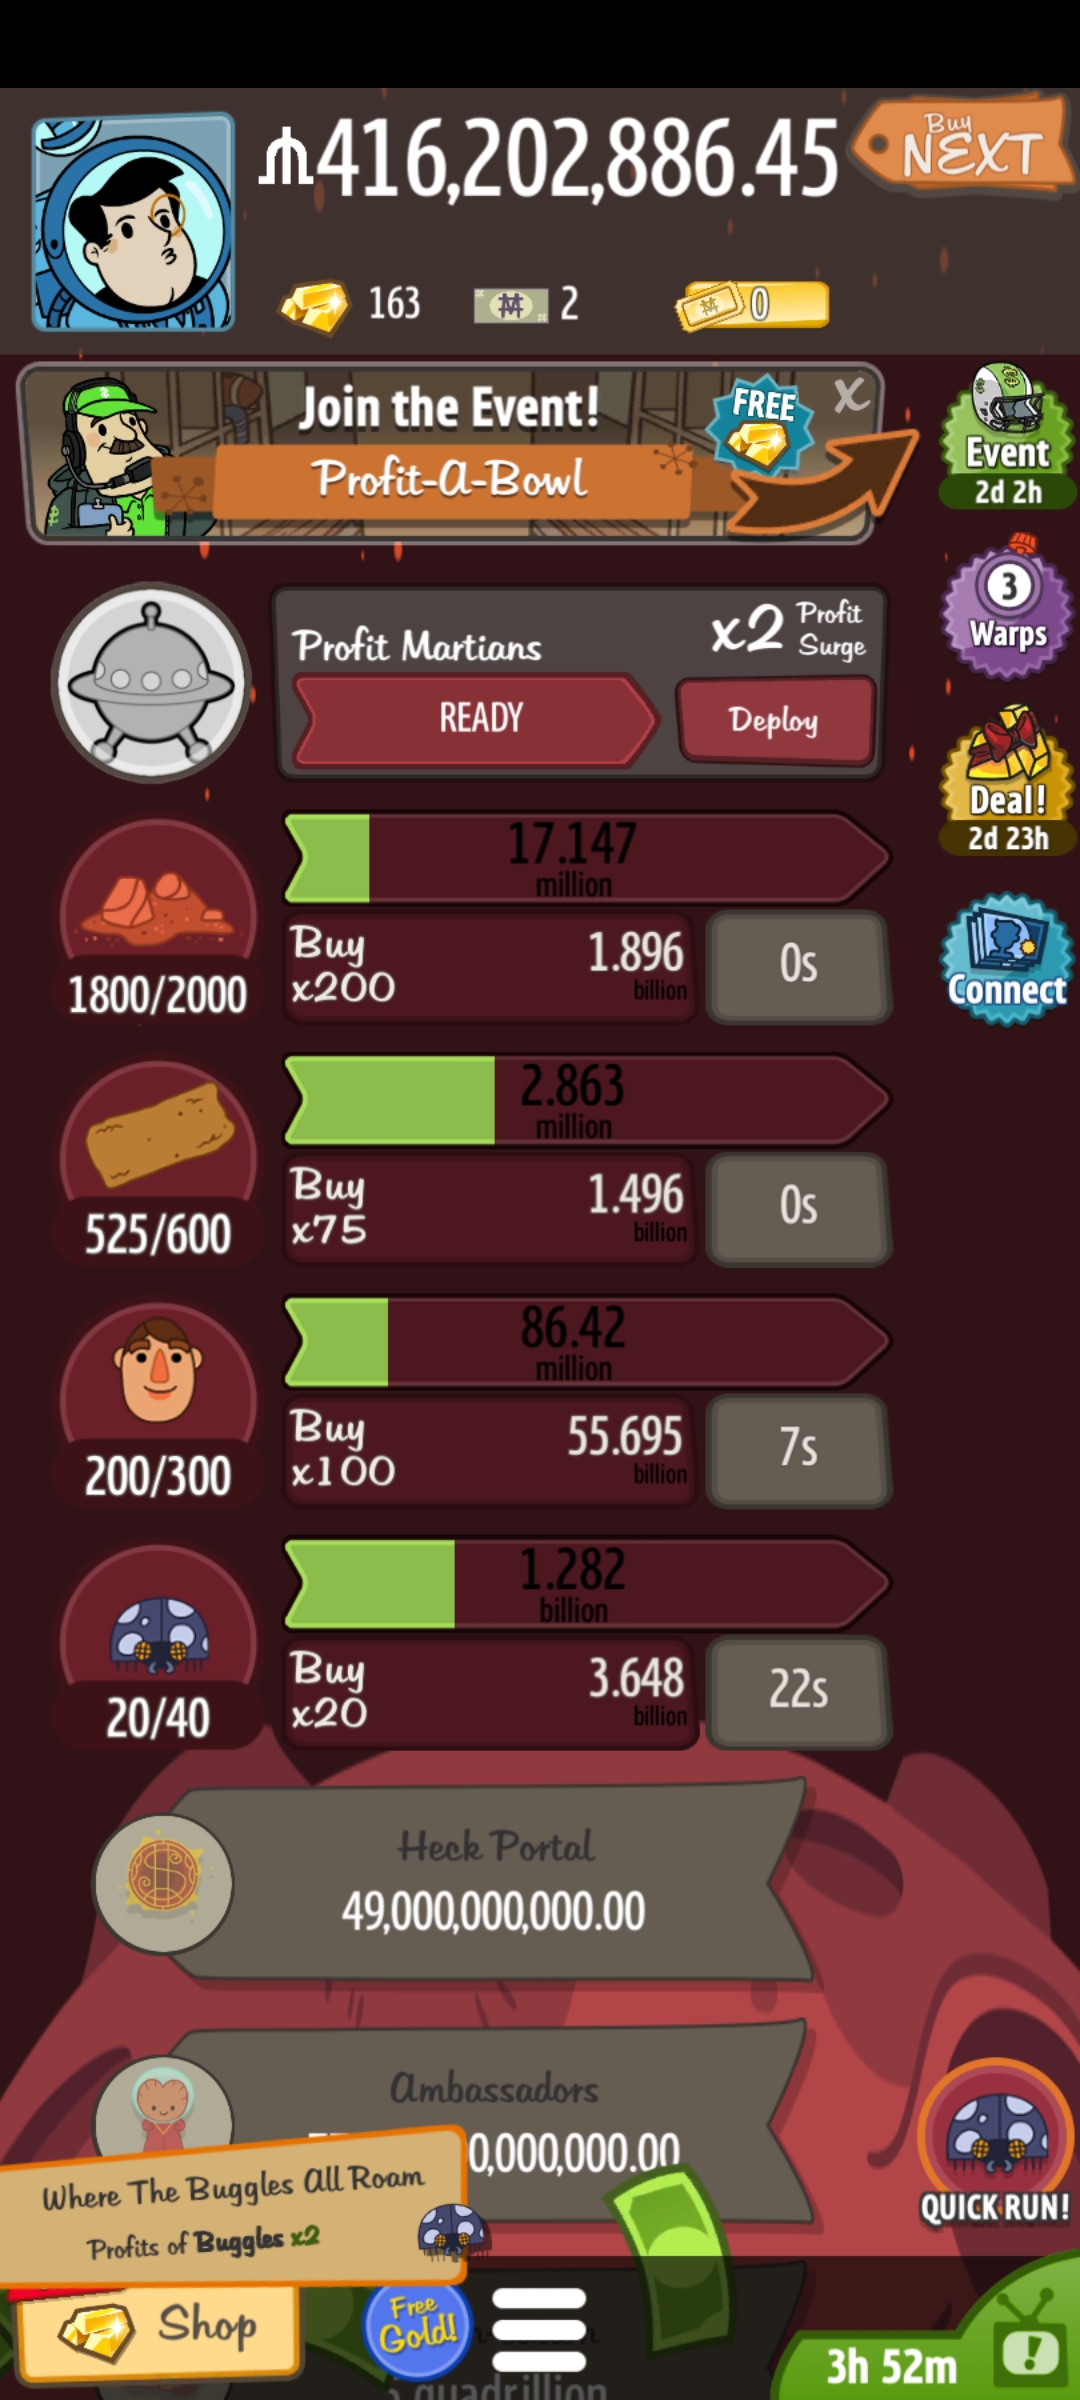 ₼416,202,886.45
Buy
NEXT
163
2
0
Join the Event!
Profit-A-Bowl
FREE
X
Event
2d 2h
3
Warps
Deal!
2d 23h
Connect
Profit Martians
x2 Profit Surge
READY
Deploy
17.147
million
1800/2000
Buy
x200
1.896
billion
0s
2.863
million
525/600
Buy
x75
1.496
billion
0s
86.42
million
200/300
Buy
x100
55.695
billion
7s
1.282
billion
20/40
Buy
x20
3.648
billion
22s
Heck Portal
49,000,000,000.00
Ambassadors
0,000,000.00
Where The Buggles All Roam
Profits of Buggles x2
QUICK RUN!
Shop
Free
Gold!
3h 52m
quadrillion